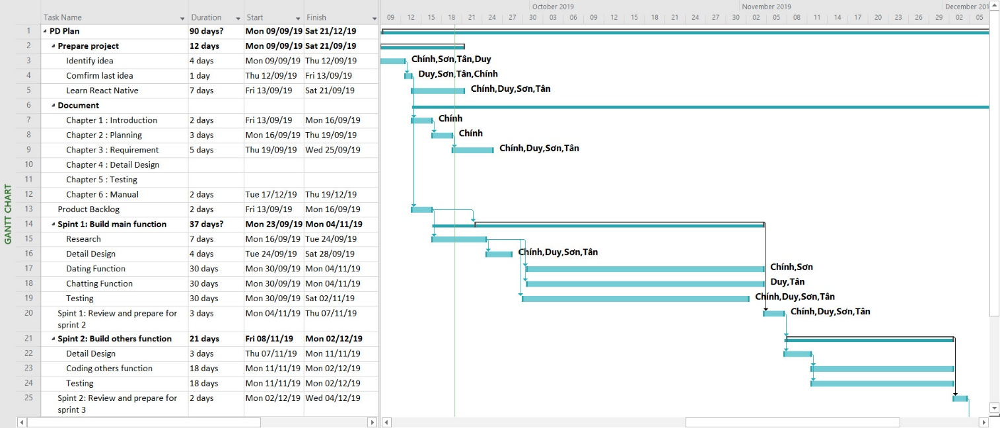 October 2019 November 2019 December 201
Task Name Duration Start Finish 09 12 15 18 21 24 27 30 03 06 09 12 15 18 21 24 27 30 02 05 08 11 14 17 20 23 26 29 02 05
1 PD Plan 90 days? Mon 09/09/19 Sat 21/12/19
2 Prepare project 12 days Mon 09/09/19 Sat 21/09/19
3 Identify idea 4 days Mon 09/09/19 Thu 12/09/19 Chính,Sơn,Tân,Duy
4 Comfirm last idea 1 day Thu 12/09/19 Fri 13/09/19 Duy,Sơn,Tân,Chính
5 Learn React Native 7 days Fri 13/09/19 Sat 21/09/19 Chính,Duy,Sơn,Tân
6 Document
7 Chapter 1 : Introduction 2 days Fri 13/09/19 Mon 16/09/19 Chính
8 Chapter 2 : Planning 3 days Mon 16/09/19 Thu 19/09/19 Chính
9 Chapter 3 : Requirement 5 days Thu 19/09/19 Wed 25/09/19 Chính,Duy,Sơn,Tân
10 Chapter 4 : Detail Design
11 Chapter 5 : Testing
12 Chapter 6 : Manual 2 days Tue 17/12/19 Thu 19/12/19
13 Product Backlog 2 days Fri 13/09/19 Mon 16/09/19
14 Spint 1: Build main function 37 days? Mon 23/09/19 Mon 04/11/19
15 Research 7 days Mon 16/09/19 Tue 24/09/19
16 Detail Design 4 days Tue 24/09/19 Sat 28/09/19 Chính,Duy,Sơn,Tân
17 Dating Function 30 days Mon 30/09/19 Mon 04/11/19 Chính,Sơn
18 Chatting Function 30 days Mon 30/09/19 Mon 04/11/19 Duy,Tân
19 Testing 30 days Mon 30/09/19 Sat 02/11/19 Chính,Duy,Sơn,Tân
20 Spint 1: Review and prepare for 3 days Mon 04/11/19 Thu 07/11/19 Chính,Duy,Sơn,Tân
sprint 2
21 Spint 2: Build others function 21 days Fri 08/11/19 Mon 02/12/19
22 Detail Design 3 days Thu 07/11/19 Mon 11/11/19
23 Coding others function 18 days Mon 11/11/19 Mon 02/12/19
24 Testing 18 days Mon 11/11/19 Mon 02/12/19
25 Spint 2: Review and prepare for 2 days Mon 02/12/19 Wed 04/12/19
sprint 3
GANTT CHART